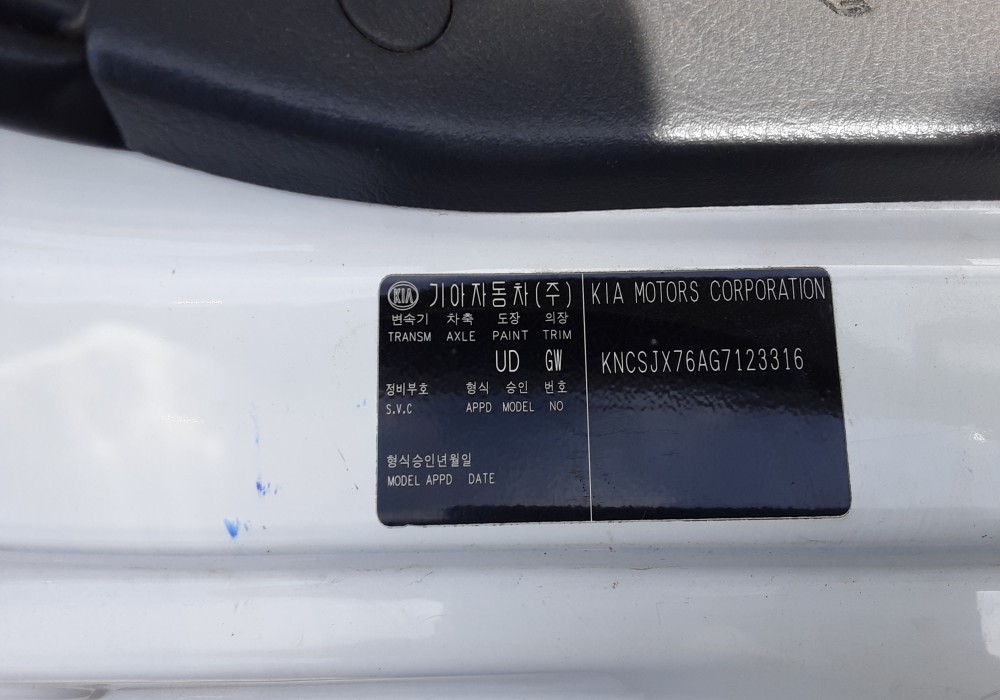 KIA 기아자동차(주)
변속기 차축 도장 의장
TRANSM AXLE PAINT TRIM
UD GW
정비부호 형식 승인 번호
S.V.C APPD MODEL NO
형식승인년월일
MODEL APPD DATE
KIA MOTORS CORPORATION
KNCSJX76AG7123316